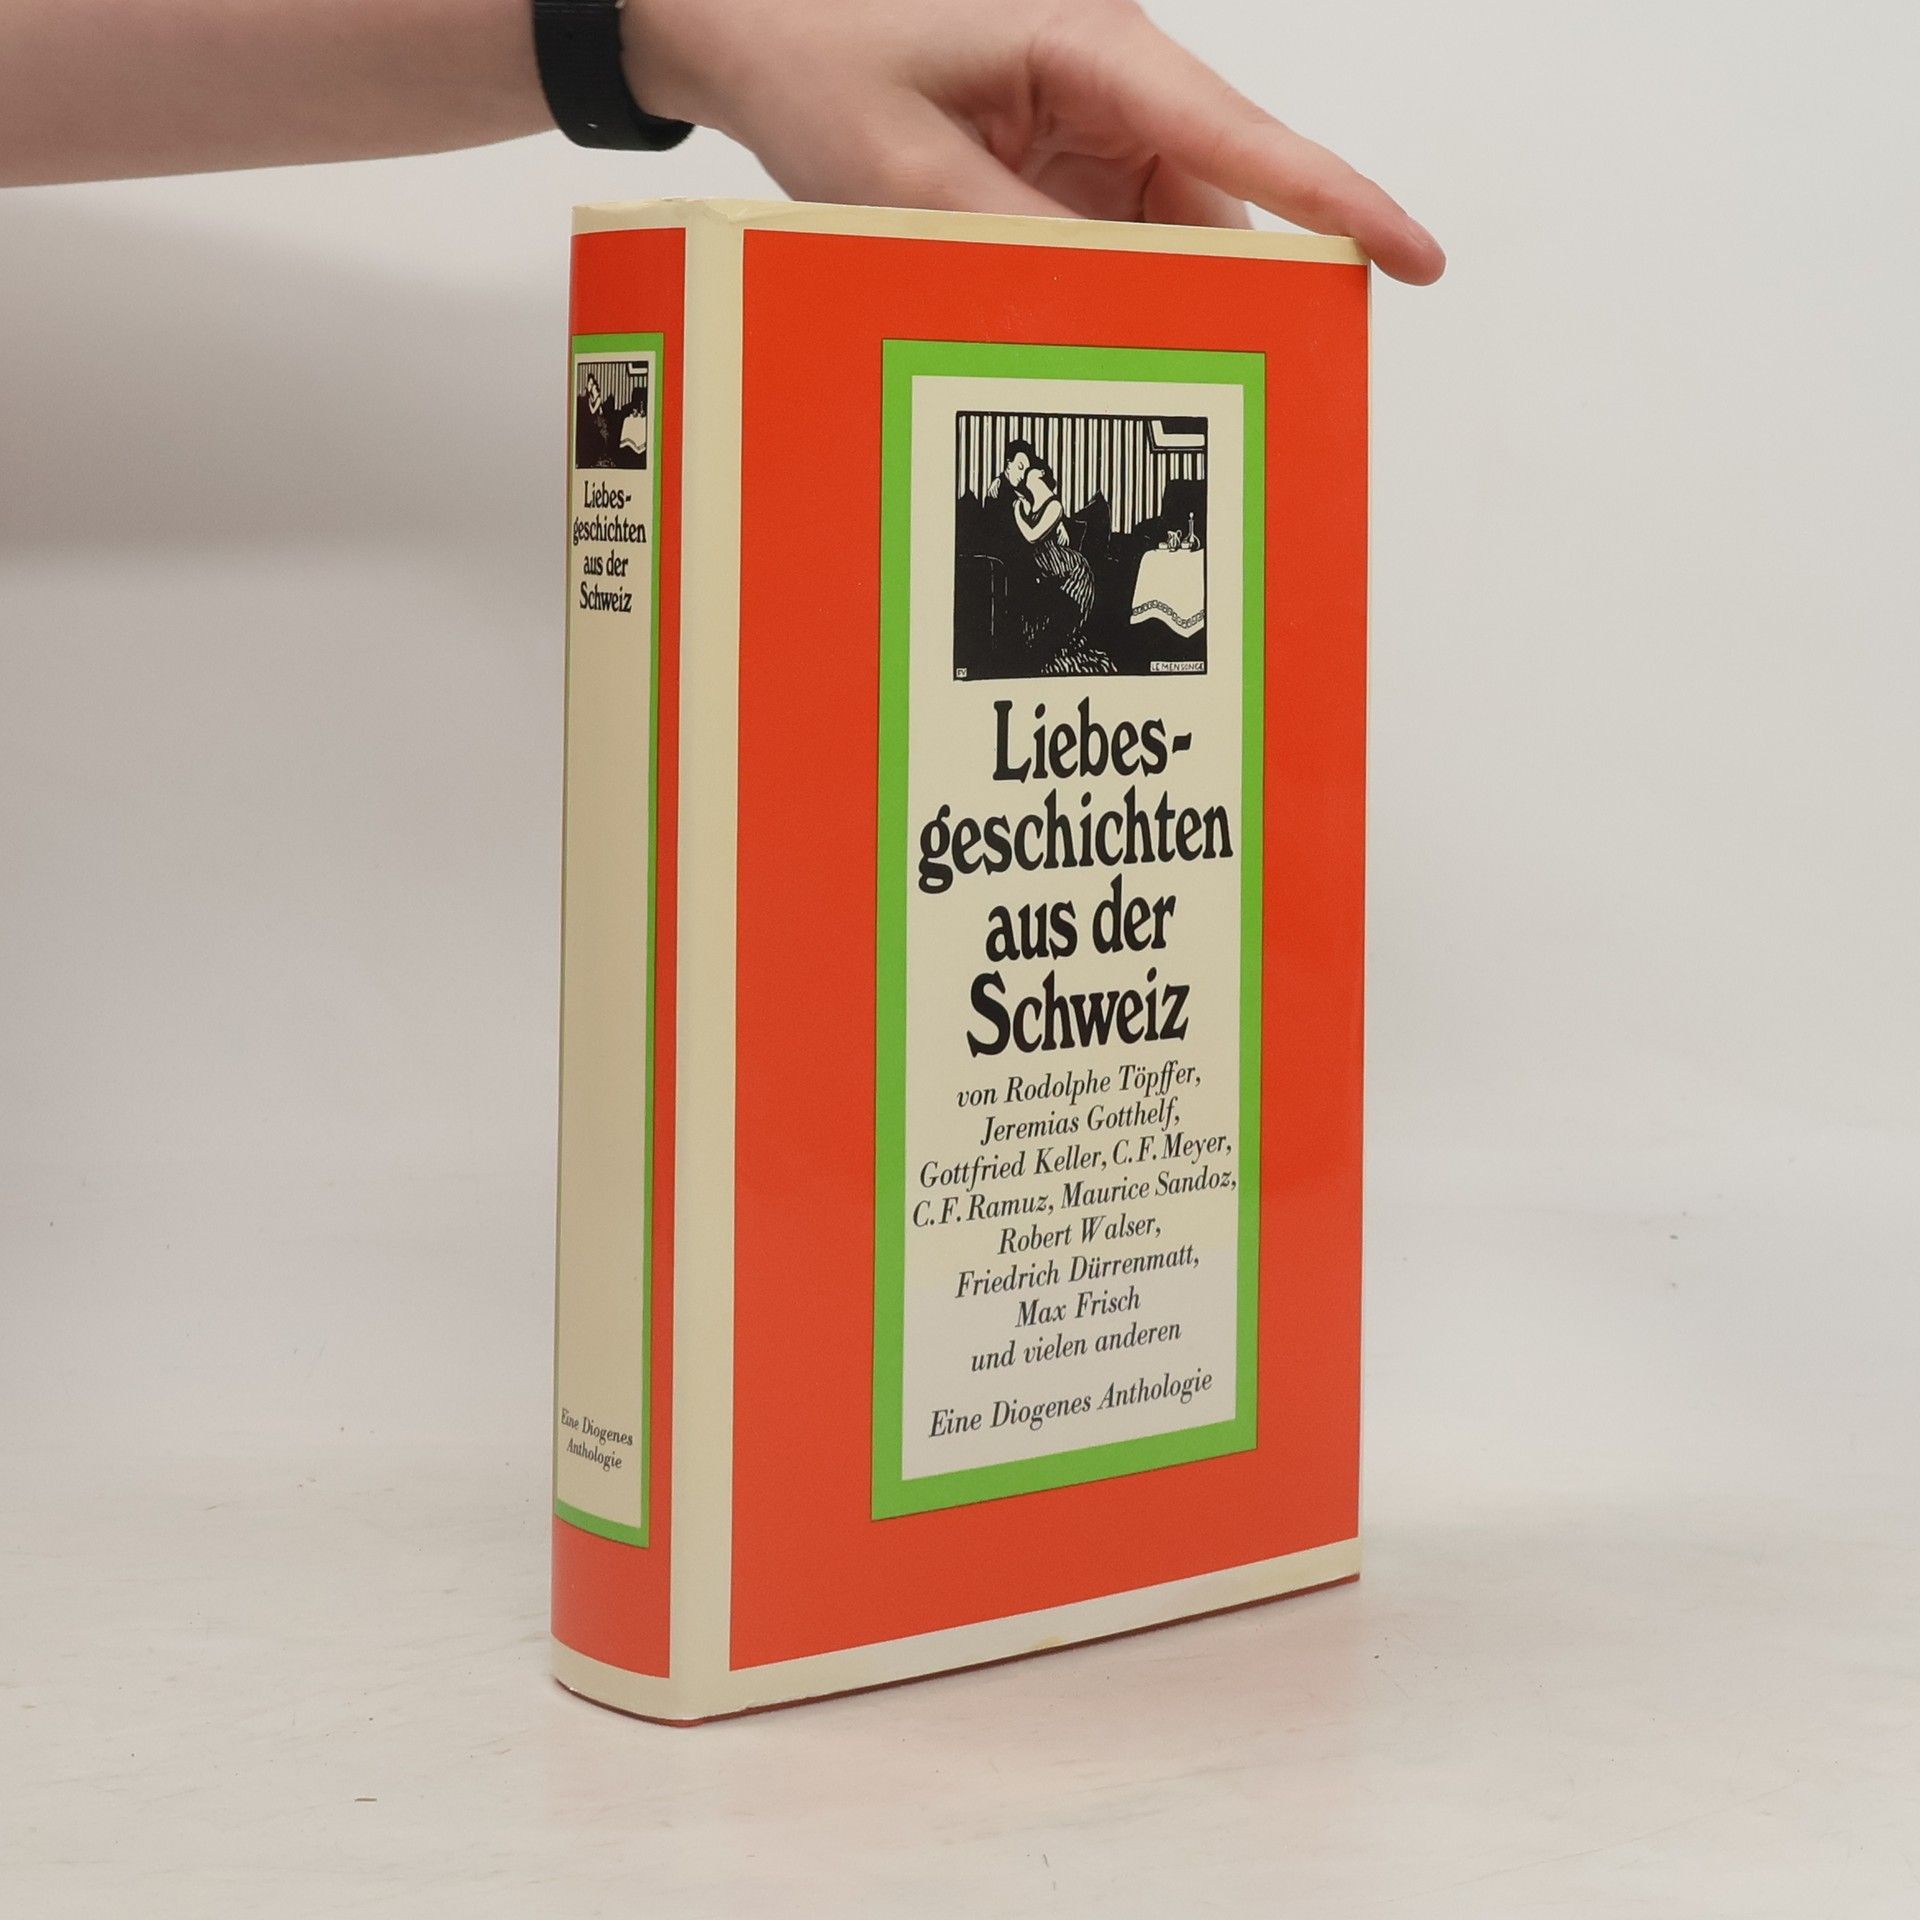 Liebes-
geschichten
aus der
Schweiz
Eine Diogenes
Anthologie
FV
LE MENSONGE
Liebes-
geschichten
aus der
Schweiz
von Rodolphe Töpffer,
Jeremias Gotthelf,
Gottfried Keller, C. F. Meyer,
C. F. Ramuz, Maurice Sandoz,
Robert Walser,
Friedrich Dürrenmatt,
Max Frisch
und vielen anderen
Eine Diogenes Anthologie